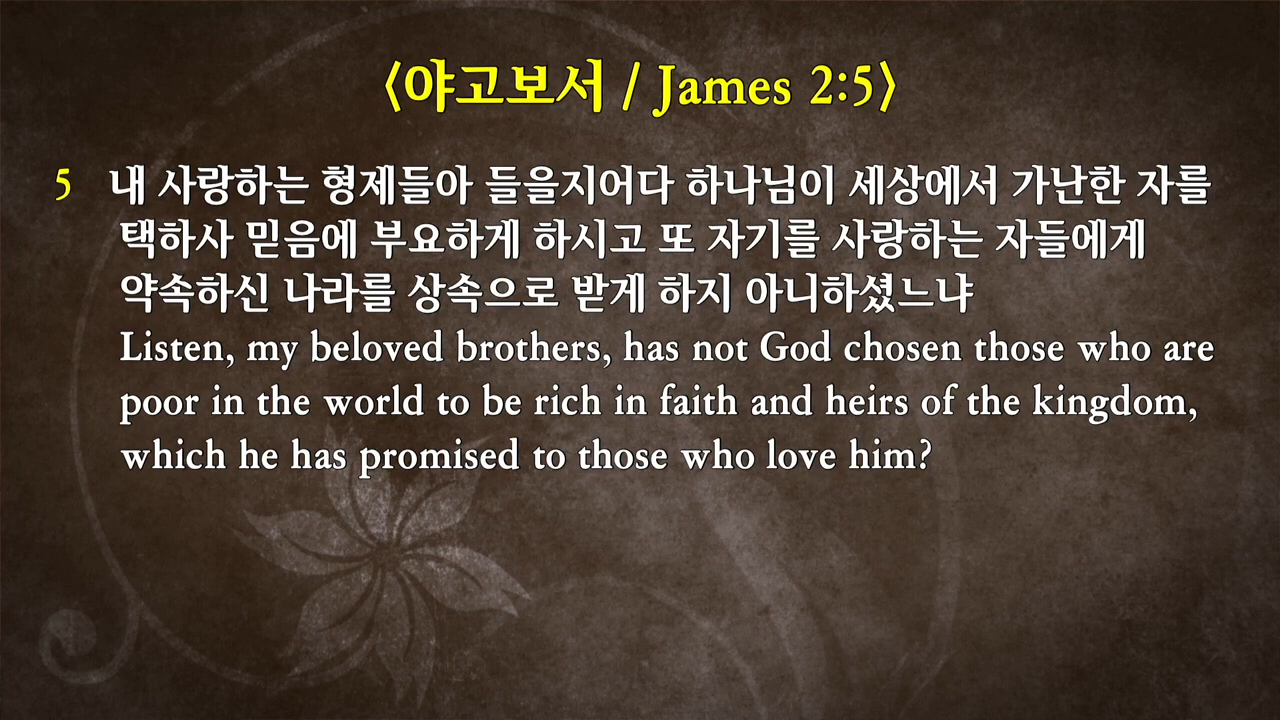 <야고보서 / James 2:5>
5 내 사랑하는 형제들아 들을지어다 하나님이 세상에서 가난한 자를
택하사 믿음에 부요하게 하시고 또 자기를 사랑하는 자들에게
약속하신 나라를 상속으로 받게 하지 아니하셨느냐
Listen, my beloved brothers, has not God chosen those who are
poor in the world to be rich in faith and heirs of the kingdom,
which he has promised to those who love him?